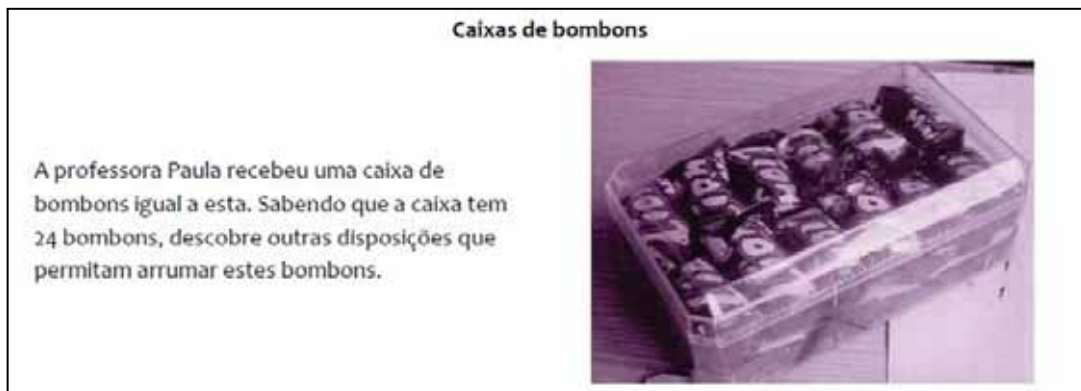 Caixas de bombons
A professora Paula recebeu uma caixa de
bombons igual a esta. Sabendo que a caixa tem
24 bombons, descobre outras disposições que
permitam arrumar estes bombons.